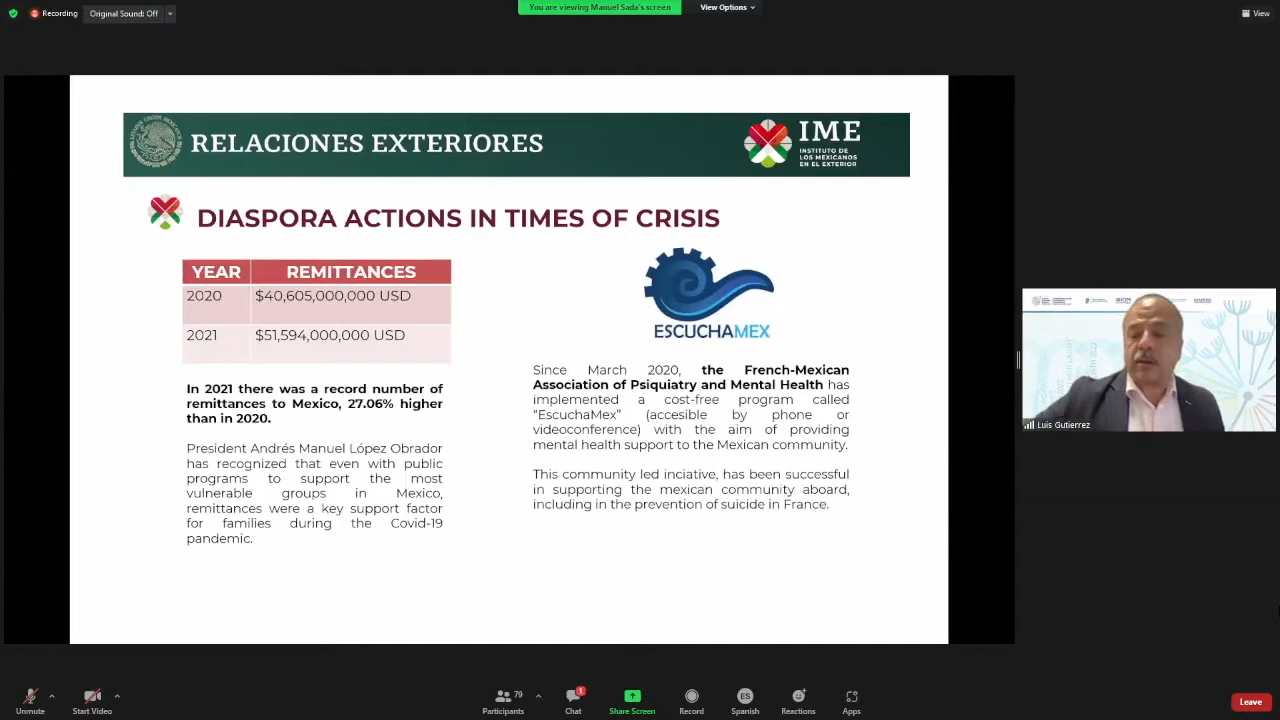 Recording
Original Sound: Off
You are viewing Manuel Sada's screen
View Options
View
RELACIONES EXTERIORES
IME
INSTITUTO DE
LOS MEXICANOS
EN EL EXTERIOR
DIASPORA ACTIONS IN TIMES OF CRISIS
YEAR REMITTANCES
2020 $40,605,000,000 USD
2021 $51,594,000,000 USD
In 2021 there was a record number of
remittances to Mexico, 27.06% higher
than in 2020.
President Andrés Manuel López Obrador
has recognized that even with public
programs to support the most
vulnerable groups in Mexico,
remittances were a key support factor
for families during the Covid-19
pandemic.
ESCUCHAMEX
Since March 2020, the French-Mexican
Association of Psiquiatry and Mental Health has
implemented a cost-free program called
“EscuchaMex” (accesible by phone or
videoconference) with the aim of providing
mental health support to the Mexican community.
This community led inciative, has been successful
in supporting the mexican community aboard,
including in the prevention of suicide in France.
Luis Gutierrez
Unmute
Start Video
79
Participants
1
Chat
Share Screen
Record
ES
Spanish
Reactions
Apps
Leave